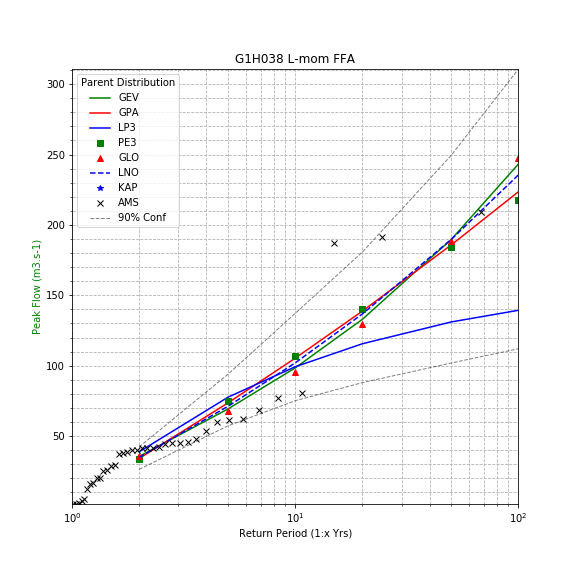 G1H038 L-mom FFA
Parent Distribution
GEV
GPA
LP3
PE3
GLO
LNO
KAP
AMS
90% Conf
300
250
200
150
100
50
Peak Flow (m3.s-1)
10⁰
10¹
10²
Return Period (1:x Yrs)